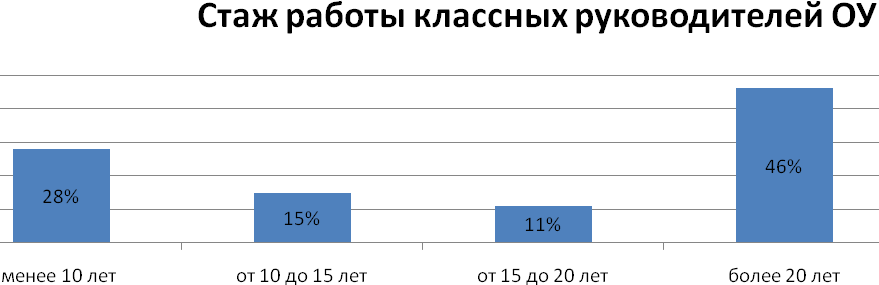 Стаж работы классных руководителей ОУ
28%
15%
11%
46%
менее 10 лет
от 10 до 15 лет
от 15 до 20 лет
более 20 лет